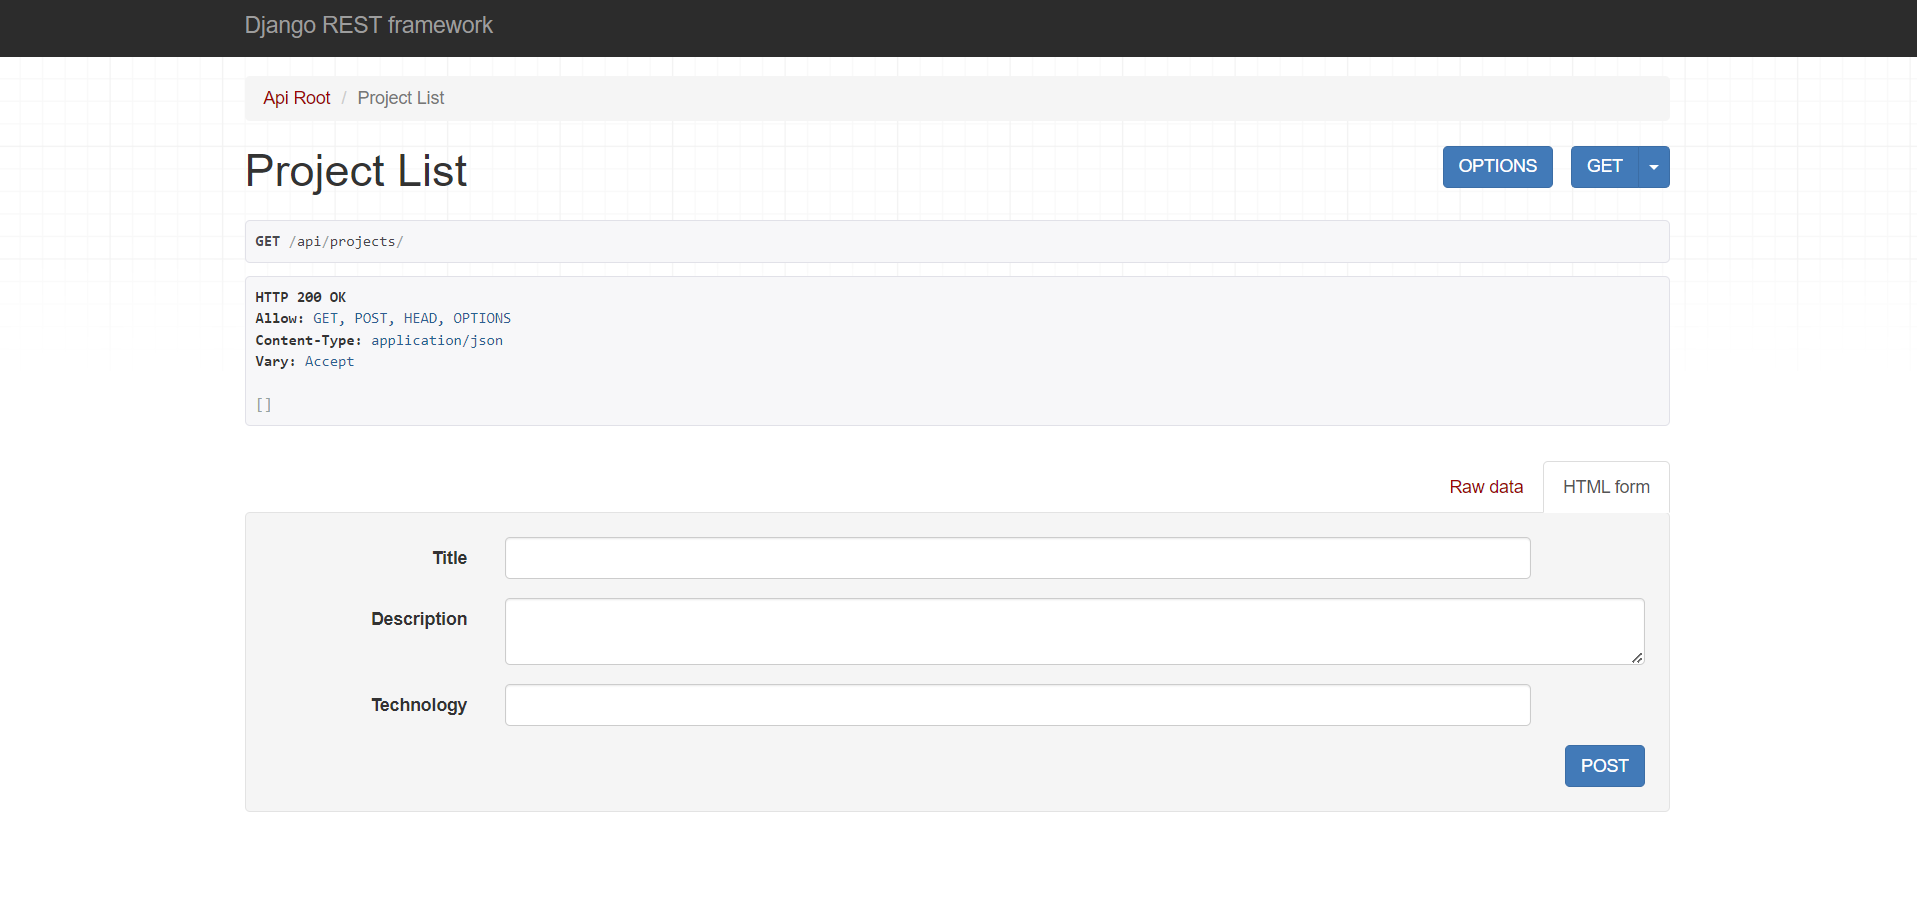 Django REST framework
Api Root / Project List
Project List
OPTIONS GET
GET /api/projects/
HTTP 200 OK
Allow: GET, POST, HEAD, OPTIONS
Content-Type: application/json
Vary: Accept
[]
Raw data HTML form
Title
Description
Technology
POST